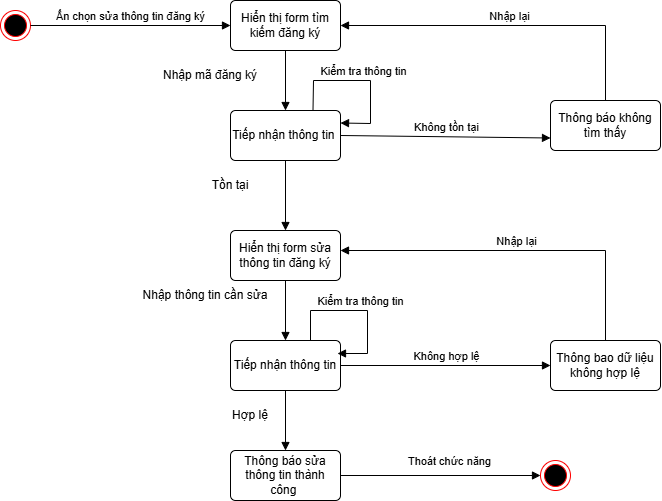 Ấn chọn sửa thông tin đăng ký
Hiển thị form tìm
kiếm đăng ký
Nhập lại
Nhập mã đăng ký
Kiểm tra thông tin
Tiếp nhận thông tin
Không tồn tại
Thông báo không
tìm thấy
Tồn tại
Hiển thị form sửa
thông tin đăng ký
Nhập lại
Nhập thông tin cần sửa
Kiểm tra thông tin
Tiếp nhận thông tin
Không hợp lệ
Thông bao dữ liệu
không hợp lệ
Hợp lệ
Thông báo sửa
thông tin thành
công
Thoát chức năng